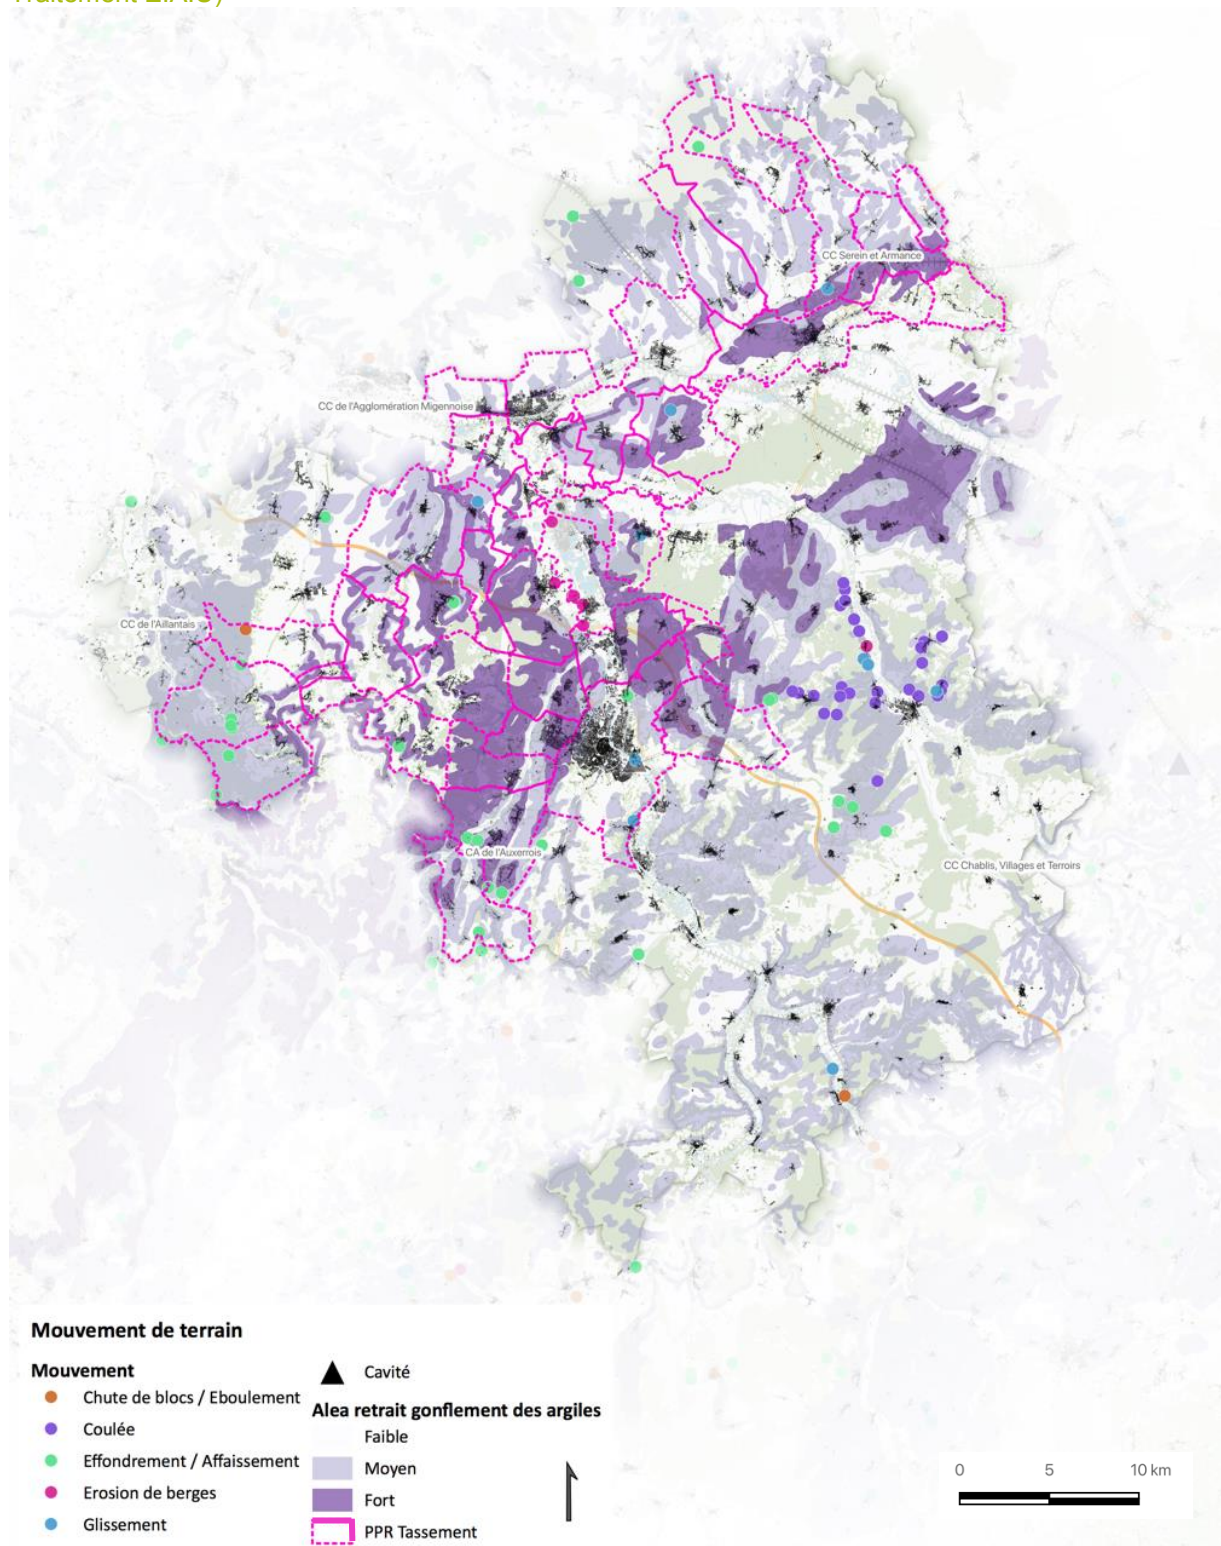 Traitement E.A.U)
CC Serein et Armance
CC de l'Agglomération Migennoise
CC de l'Aillantais
CA de l'Auxerrois
CC Chablis, Villages et Terroirs
Mouvement de terrain
Mouvement
Chute de blocs / Eboulement
Coulée
Effondrement / Affaissement
Erosion de berges
Glissement
Cavité
Alea retrait gonflement des argiles
Faible
Moyen
Fort
PPR Tassement
0 5 10 km